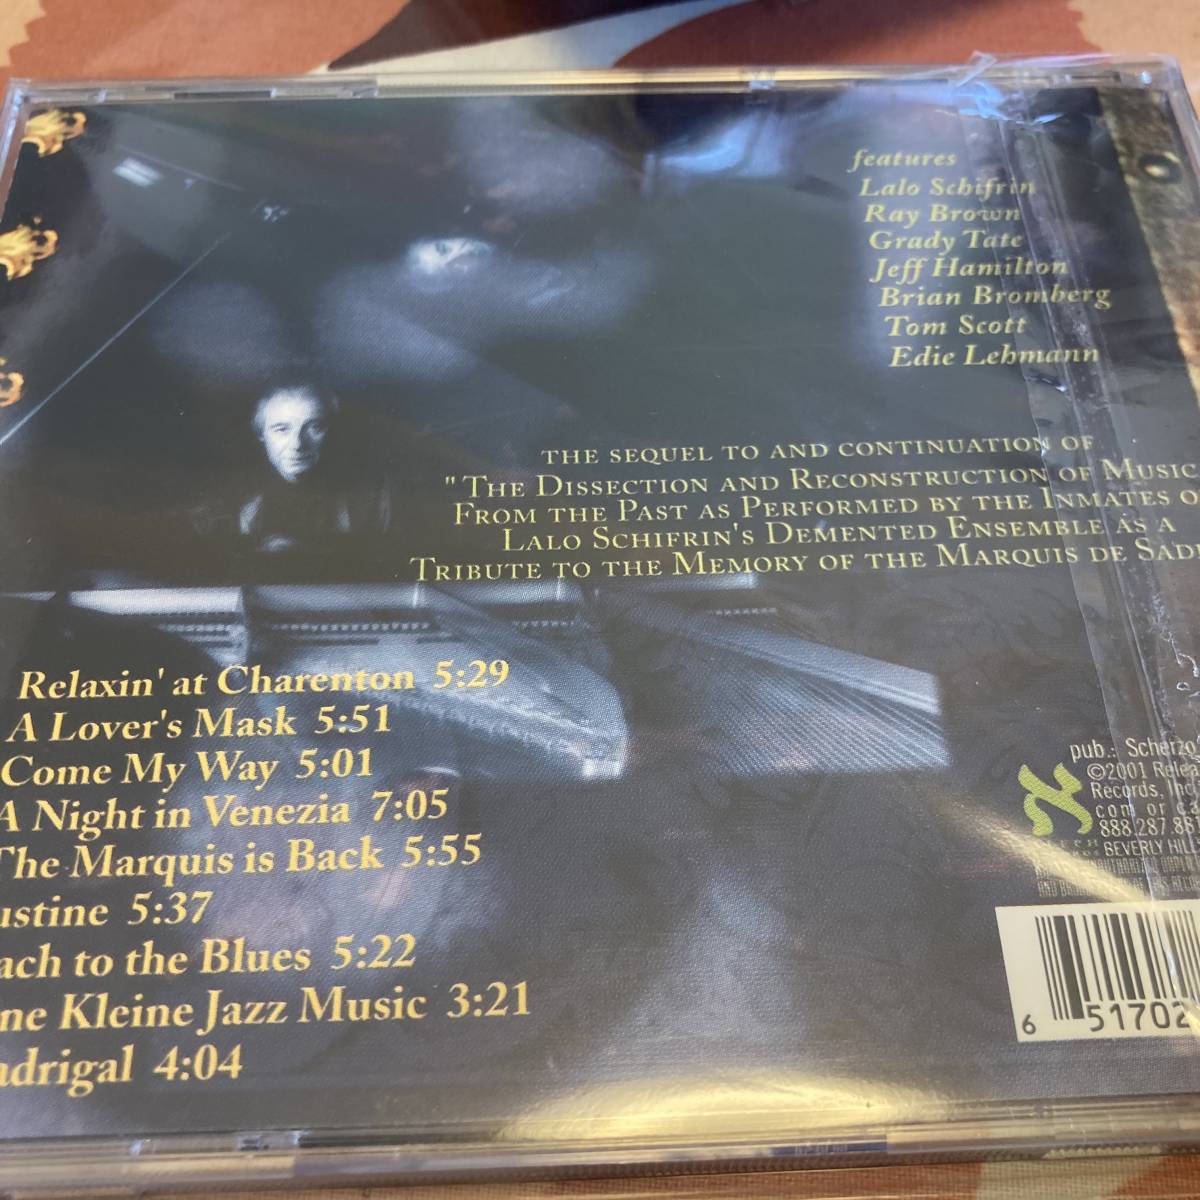 features
Lalo Schifrin
Ray Brown
Grady Tate
Jeff Hamilton
Brian Bromberg
Tom Scott
Edie Lehmann
THE SEQUEL TO AND CONTINUATION OF
"THE DISSECTION AND RECONSTRUCTION OF MUSIC
FROM THE PAST AS PERFORMED BY THE INMATES O
LALO SCHIFRIN'S DEMENTED ENSEMBLE AS A
TRIBUTE TO THE MEMORY OF THE MARQUIS DE SADE
Relaxin' at Charenton 5:29
A Lover's Mask 5:51
Come My Way 5:01
A Night in Venezia 7:05
The Marquis is Back 5:55
ustine 5:37
ach to the Blues 5:22
ne Kleine Jazz Music 3:21
adrigal 4:04
pub.: Scherzo
©2001 Relea
Records, Inc
com or ca
888.287.88
BEVERLY HILL
6 51702